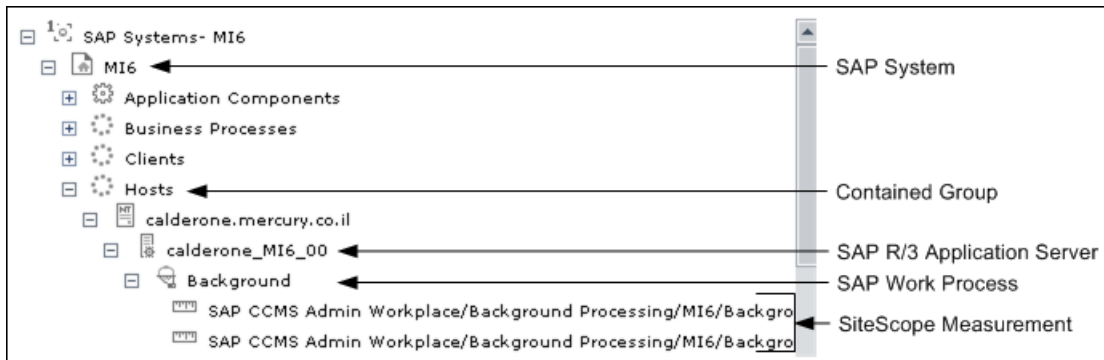 SAP Systems- MI6
MI6 SAP System
Application Components
Business Processes
Clients
Hosts Contained Group
calderone.mercury.co.il
calderone_MI6_00 SAP R/3 Application Server
Background SAP Work Process
SAP CCMS Admin Workplace/Background Processing/MI6/Backgro
SiteScope Measurement
SAP CCMS Admin Workplace/Background Processing/MI6/Backgro